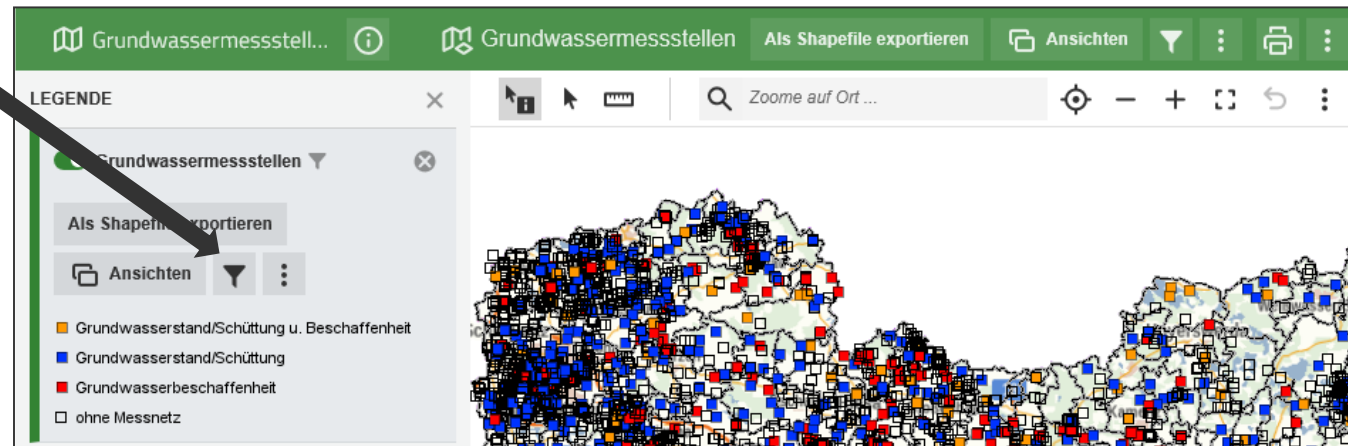 Grundwassermessstell...
Grundwassermessstellen Als Shapefile exportieren Ansichten
LEGENDE
Zoome auf Ort ...
Grundwassermessstellen
Als Shapefile exportieren
Ansichten
Grundwasserstand/Schüttung u. Beschaffenheit
Grundwasserstand/Schüttung
Grundwasserbeschaffenheit
ohne Messnetz